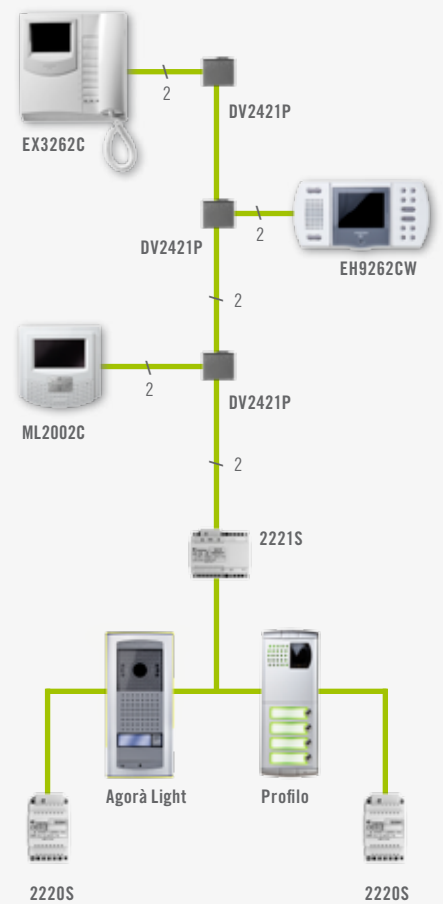 2
DV2421P
EX3262C
DV2421P
2
EH9262CW
2
2
DV2421P
ML2002C
2
2221S
Agorà Light
Profilo
2220S
2220S